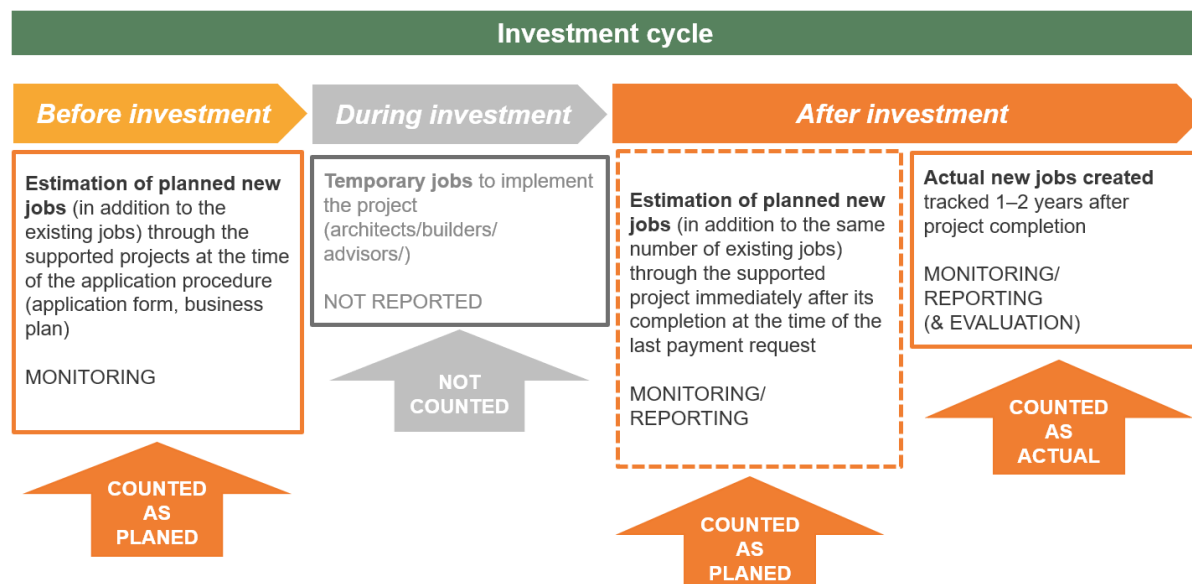 Investment cycle
Before investment
During investment
After investment
Estimation of planned new
jobs (in addition to the
existing jobs) through the
supported projects at the time
of the application procedure
(application form, business
plan)
MONITORING
COUNTED
AS
PLANED
Temporary jobs to implement
the project
(architects/builders/
advisors/)
NOT REPORTED
NOT
COUNTED
Estimation of planned new
jobs (in addition to the same
number of existing jobs)
through the supported
project immediately after its
completion at the time of the
last payment request
MONITORING/
REPORTING
COUNTED
AS
PLANED
Actual new jobs created
tracked 1–2 years after
project completion
MONITORING/
REPORTING
(& EVALUATION)
COUNTED
AS
ACTUAL